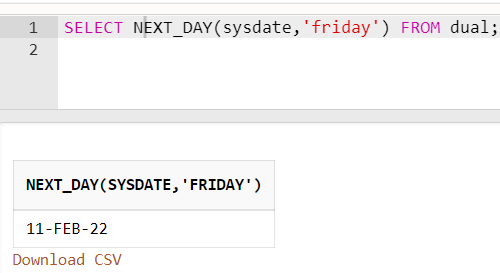 1 SELECT NEXT_DAY(sysdate,'friday') FROM dual;
2
NEXT_DAY(SYSDATE,'FRIDAY')
11-FEB-22
Download CSV